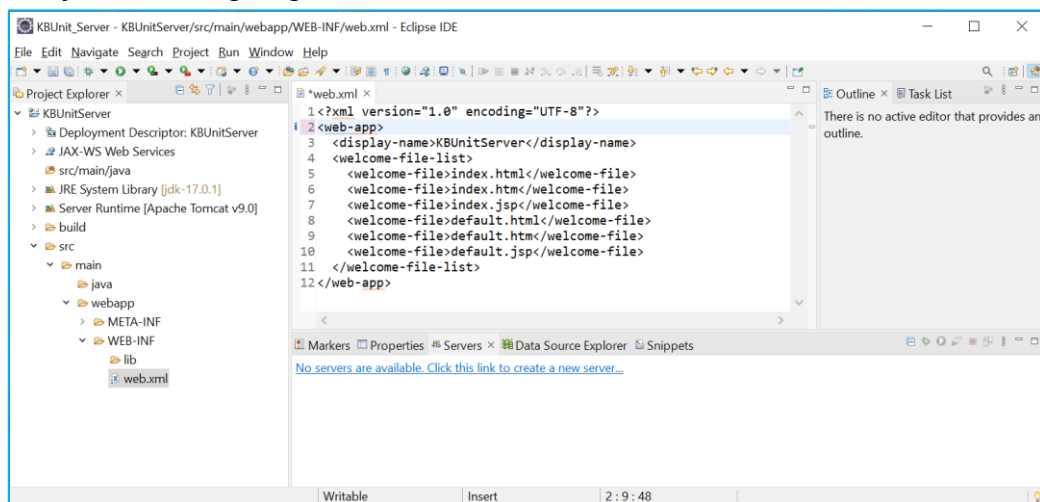 KBUnit_Server - KBUnitServer/src/main/webapp/WEB-INF/web.xml - Eclipse IDE
File Edit Navigate Search Project Run Window Help
Project Explorer
KBUnitServer
Deployment Descriptor: KBUnitServer
JAX-WS Web Services
src/main/java
JRE System Library [jdk-17.0.1]
Server Runtime [Apache Tomcat v9.0]
build
src
main
java
webapp
META-INF
WEB-INF
lib
web.xml
*web.xml
1 <?xml version="1.0" encoding="UTF-8"?>
2 <web-app>
3 <display-name>KBUnitServer</display-name>
4 <welcome-file-list>
5 <welcome-file>index.html</welcome-file>
6 <welcome-file>index.htm</welcome-file>
7 <welcome-file>index.jsp</welcome-file>
8 <welcome-file>default.html</welcome-file>
9 <welcome-file>default.htm</welcome-file>
10 <welcome-file>default.jsp</welcome-file>
11 </welcome-file-list>
12 </web-app>
Outline Task List
There is no active editor that provides an
outline.
Markers Properties Servers Data Source Explorer Snippets
No servers are available. Click this link to create a new server...
Writable Insert 2 : 9 : 48